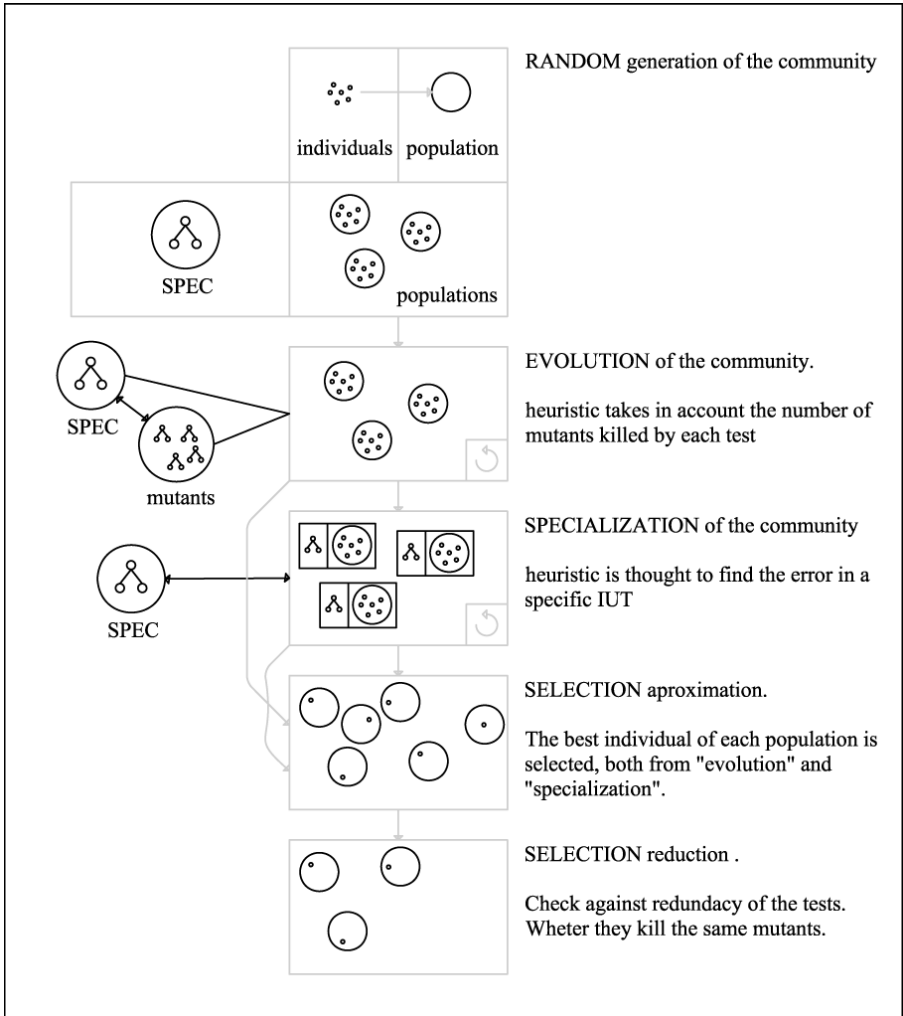 RANDOM generation of the community
individuals
population
SPEC
populations
EVOLUTION of the community.
heuristic takes in account the number of
mutants killed by each test
SPEC
mutants
SPECIALIZATION of the community
heuristic is thought to find the error in a
specific IUT
SPEC
SELECTION aproximation.
The best individual of each population is
selected, both from "evolution" and
"specialization".
SELECTION reduction .
Check against redundacy of the tests.
Wheter they kill the same mutants.